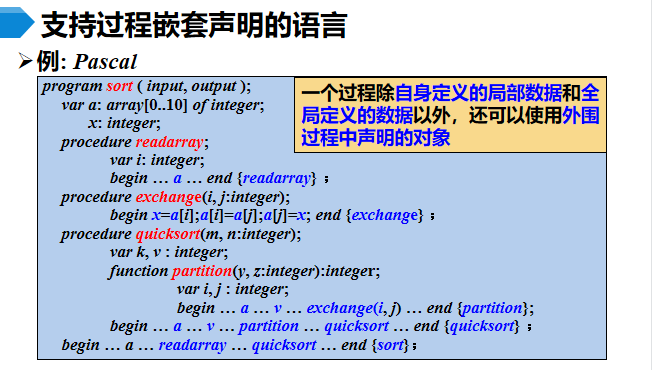 支持过程嵌套声明的语言
➢例: Pascal
program sort ( input, output );
var a: array[0..10] of integer;
x: integer;
procedure readarray;
var i: integer;
begin … a … end {readarray} ；
procedure exchange(i, j:integer);
begin x=a[i];a[i]=a[j];a[j]=x; end {exchange} ；
procedure quicksort(m, n:integer);
var k, v : integer;
function partition(y, z:integer):integer;
var i, j : integer;
begin … a … v … exchange(i, j) … end {partition};
begin … a … v … partition … quicksort … end {quicksort} ；
begin … a … readarray … quicksort … end {sort}；
一个过程除自身定义的局部数据和全
局定义的数据以外，还可以使用外围
过程中声明的对象